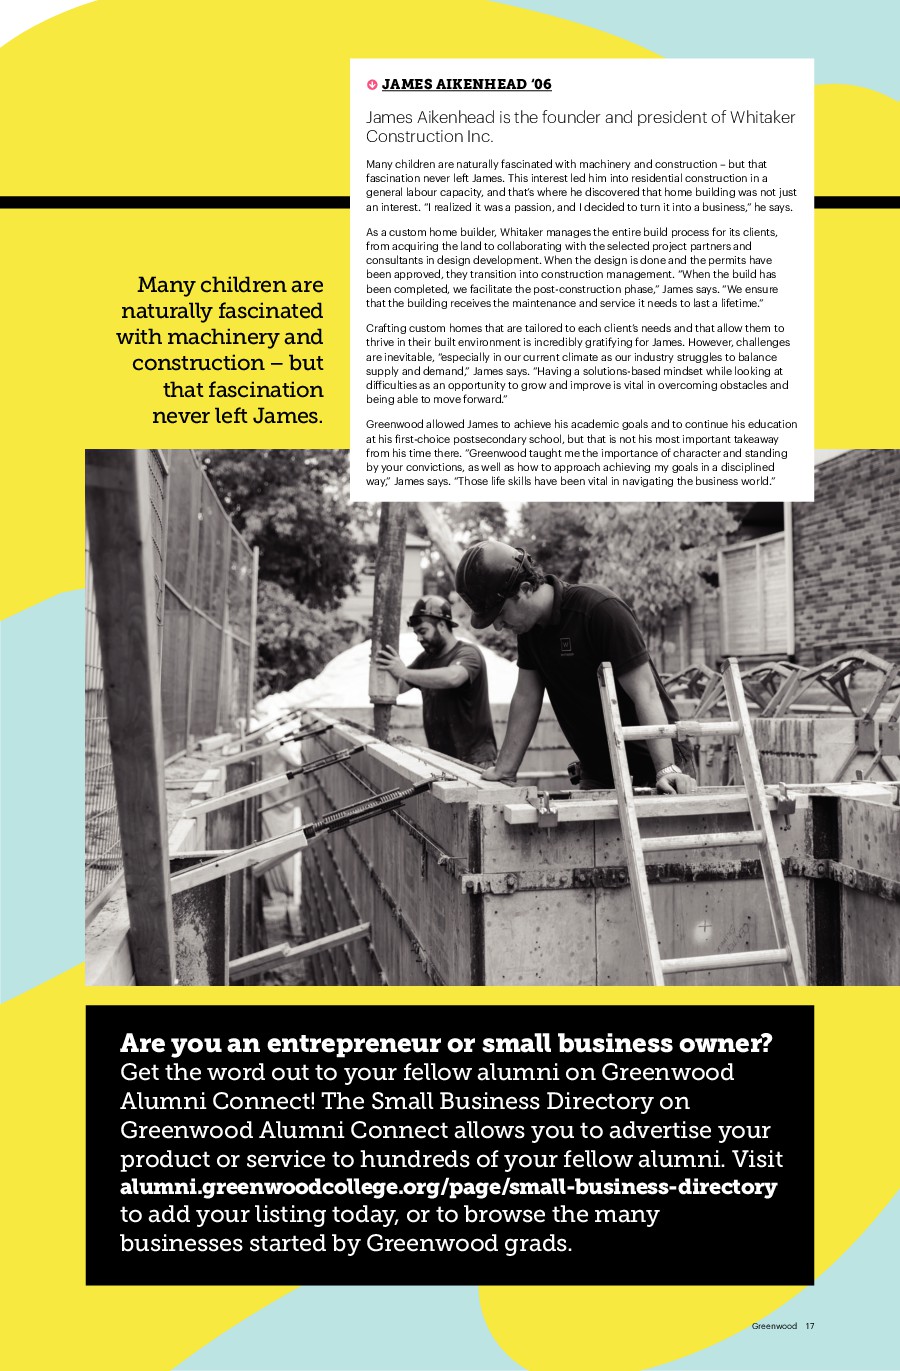 JAMES AIKENHEAD ‘06
James Aikenhead is the founder and president of Whitaker
Construction Inc.
Many children are naturally fascinated with machinery and construction – but that
fascination never left James. This interest led him into residential construction in a
general labour capacity, and that’s where he discovered that home building was not just
an interest. “I realized it was a passion, and I decided to turn it into a business,” he says.
As a custom home builder, Whitaker manages the entire build process for its clients,
from acquiring the land to collaborating with the selected project partners and
consultants in design development. When the design is done and the permits have
been approved, they transition into construction management. “When the build has
been completed, we facilitate the post-construction phase,” James says. “We ensure
that the building receives the maintenance and service it needs to last a lifetime.”
Crafting custom homes that are tailored to each client’s needs and that allow them to
thrive in their built environment is incredibly gratifying for James. However, challenges
are inevitable, “especially in our current climate as our industry struggles to balance
supply and demand,” James says. “Having a solutions-based mindset while looking at
difficulties as an opportunity to grow and improve is vital in overcoming obstacles and
being able to move forward.”
Greenwood allowed James to achieve his academic goals and to continue his education
at his first-choice postsecondary school, but that is not his most important takeaway
from his time there. “Greenwood taught me the importance of character and standing
by your convictions, as well as how to approach achieving my goals in a disciplined
way,” James says. “Those life skills have been vital in navigating the business world.”
Many children are
naturally fascinated
with machinery and
construction – but
that fascination
never left James.
Are you an entrepreneur or small business owner?
Get the word out to your fellow alumni on Greenwood
Alumni Connect! The Small Business Directory on
Greenwood Alumni Connect allows you to advertise your
product or service to hundreds of your fellow alumni. Visit
alumni.greenwoodcollege.org/page/small-business-directory
to add your listing today, or to browse the many
businesses started by Greenwood grads.
Greenwood 17